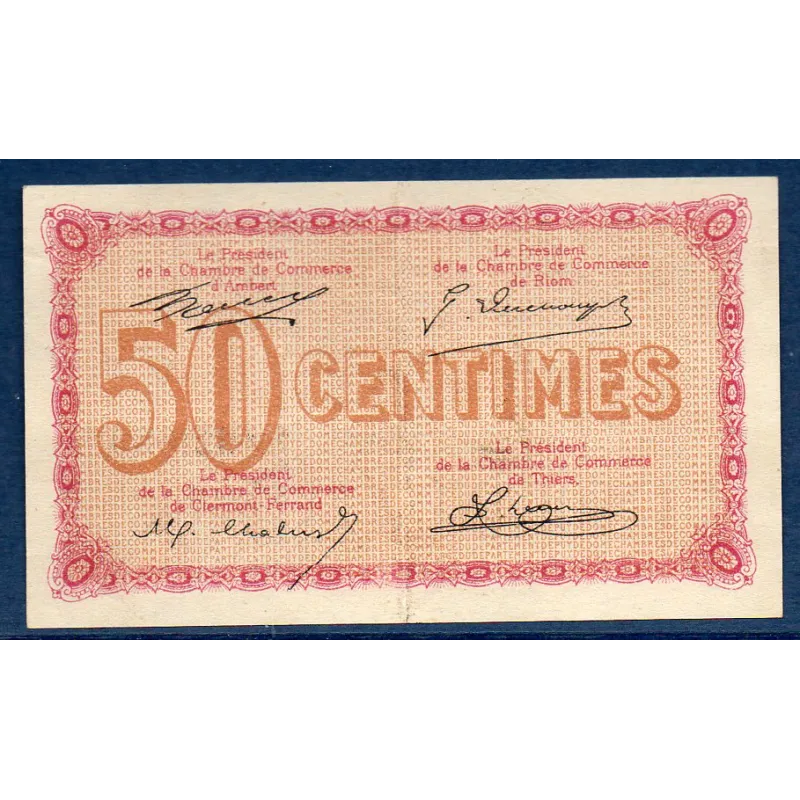 Le Président
de la Chambre de Commerce
d'Ambert
Le Président
de la Chambre de Commerce
de Riom
50 CENTIMES
Le Président
de la Chambre de Commerce
de Clermont-Ferrand
Le Président
de la Chambre de Commerce
de Thiers